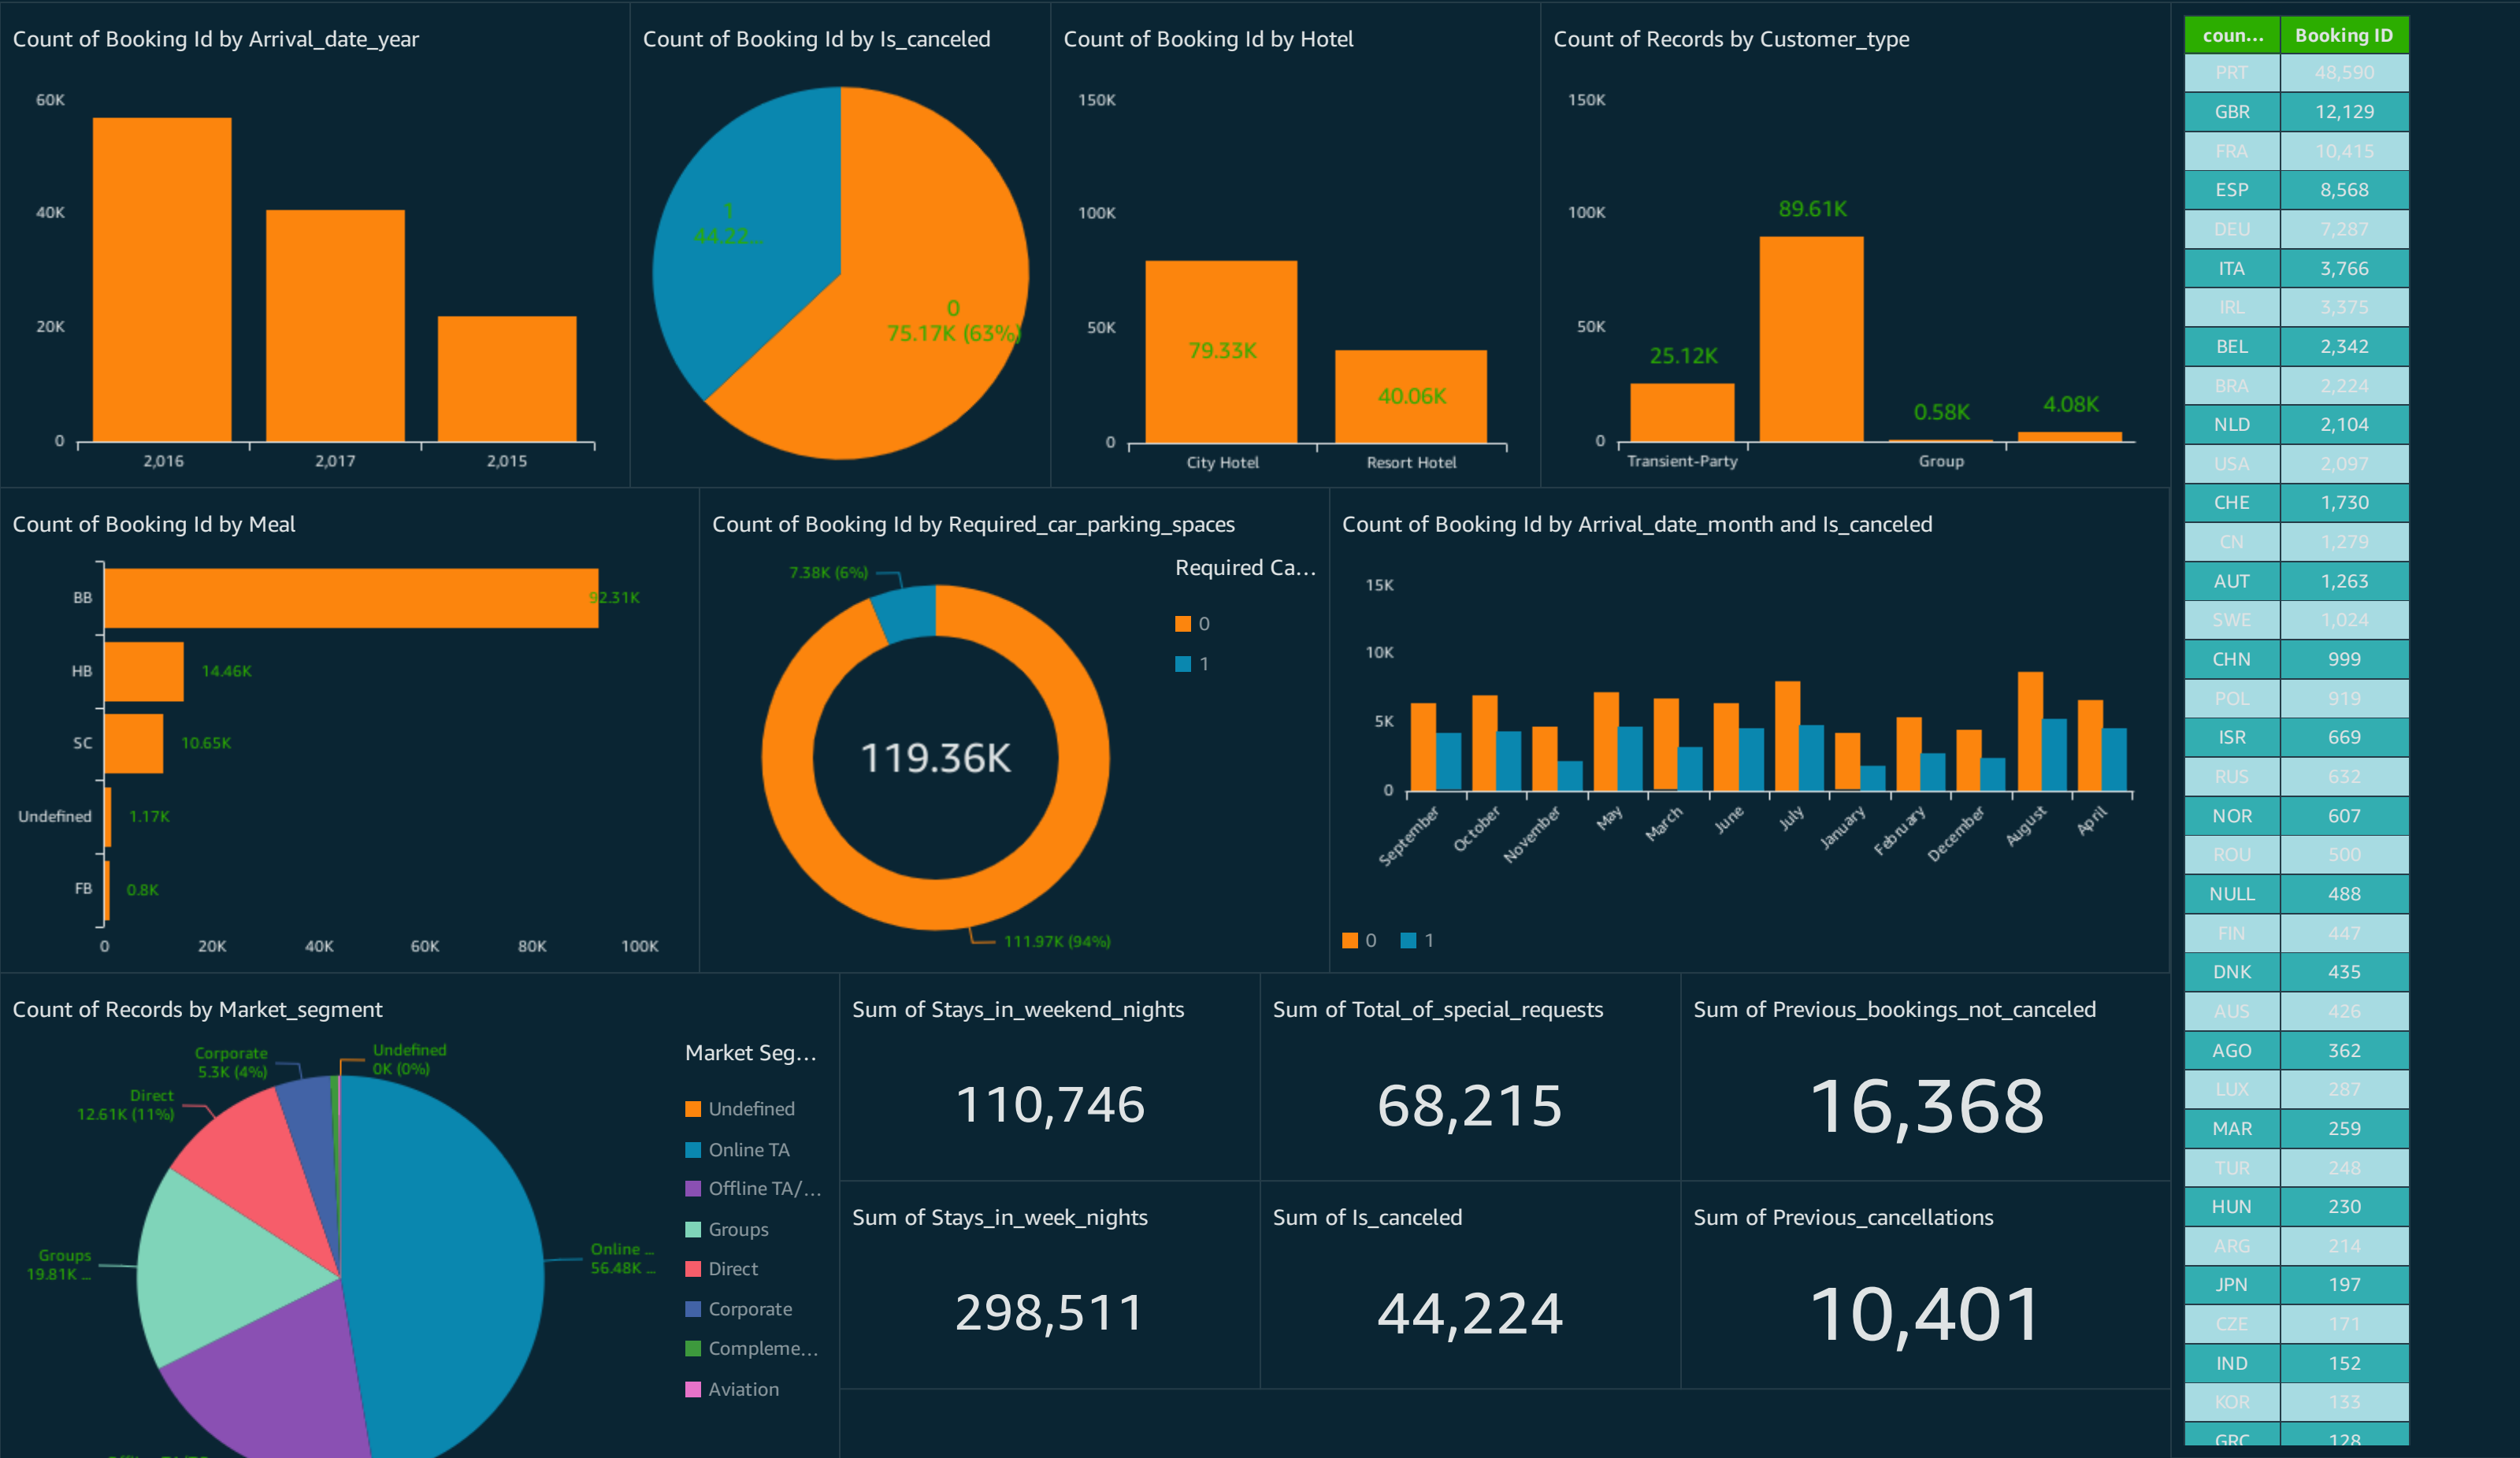 Count of Booking Id by Arrival_date_year
60K
40K
20K
0
2,016
2,017
2,015
Count of Booking Id by Is_canceled
1
44.22...
0
75.17K (63%)
Count of Booking Id by Hotel
150K
100K
50K
0
79.33K
40.06K
City Hotel
Resort Hotel
Count of Records by Customer_type
150K
100K
50K
0
25.12K
89.61K
0.58K
4.08K
Transient-Party
Group
Count of Booking Id by Meal
BB
92.31K
HB
14.46K
SC
10.65K
Undefined
1.17K
FB
0.8K
0
20K
40K
60K
80K
100K
Count of Booking Id by Required_car_parking_spaces
7.38K (6%)
119.36K
111.97K (94%)
Required Ca...
0
1
Count of Booking Id by Arrival_date_month and Is_canceled
15K
10K
5K
0
September
October
November
May
March
June
July
January
February
December
August
April
0
1
Count of Records by Market_segment
Corporate
5.3K (4%)
Undefined
0K (0%)
Direct
12.61K (11%)
Groups
19.81K ...
Online ...
56.48K ...
Market Seg...
Undefined
Online TA
Offline TA/...
Groups
Direct
Corporate
Compleme...
Aviation
Sum of Stays_in_weekend_nights
110,746
Sum of Total_of_special_requests
68,215
Sum of Previous_bookings_not_canceled
16,368
Sum of Stays_in_week_nights
298,511
Sum of Is_canceled
44,224
Sum of Previous_cancellations
10,401
coun... Booking ID
PRT 48,590
GBR 12,129
FRA 10,415
ESP 8,568
DEU 7,287
ITA 3,766
IRL 3,375
BEL 2,342
BRA 2,224
NLD 2,104
USA 2,097
CHE 1,730
CN 1,279
AUT 1,263
SWE 1,024
CHN 999
POL 919
ISR 669
RUS 632
NOR 607
ROU 500
NULL 488
FIN 447
DNK 435
AUS 426
AGO 362
LUX 287
MAR 259
TUR 248
HUN 230
ARG 214
JPN 197
CZE 171
IND 152
KOR 133
GRC 128